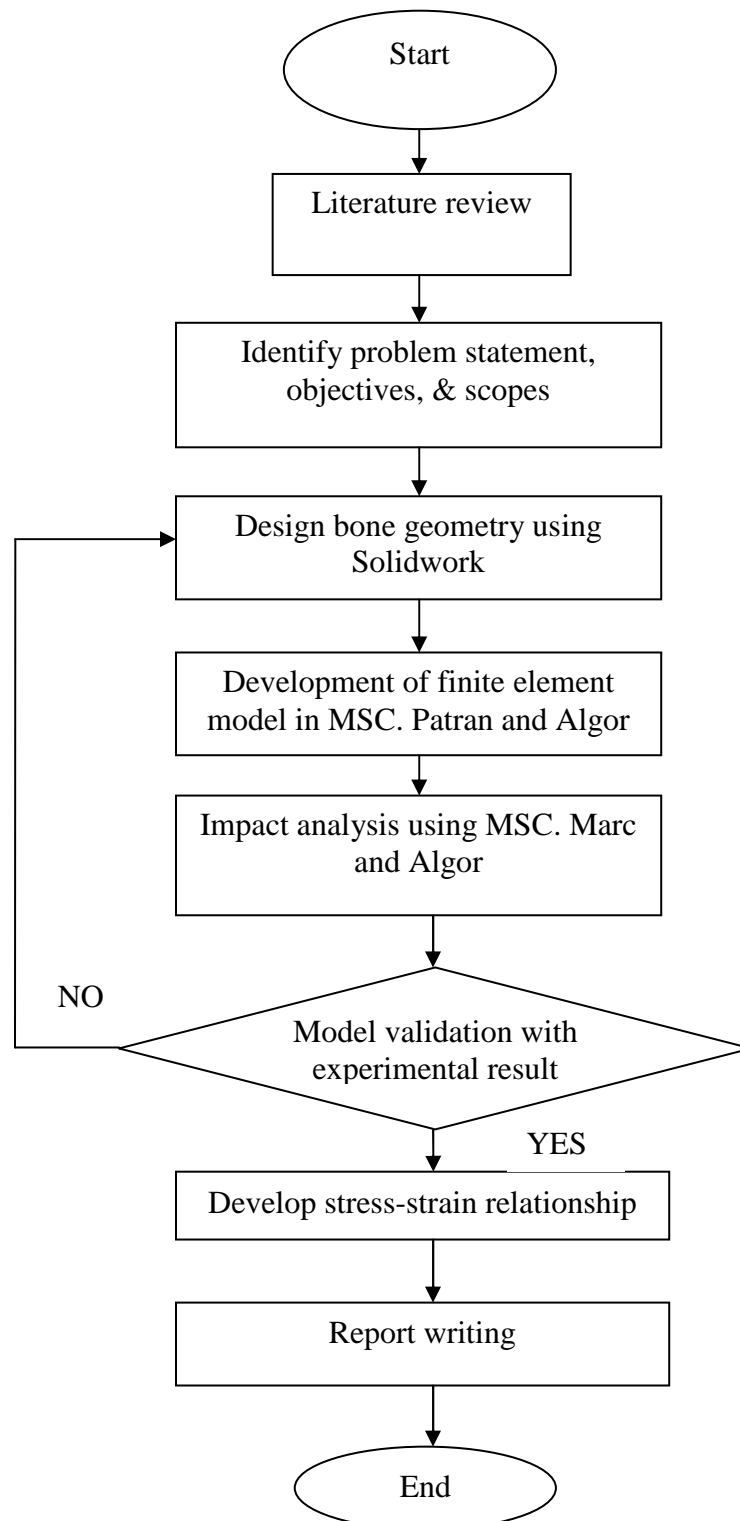 Start
Literature review
Identify problem statement,
objectives, & scopes
Design bone geometry using
Solidwork
Development of finite element
model in MSC. Patran and Algor
Impact analysis using MSC. Marc
and Algor
NO
Model validation with
experimental result
YES
Develop stress-strain relationship
Report writing
End